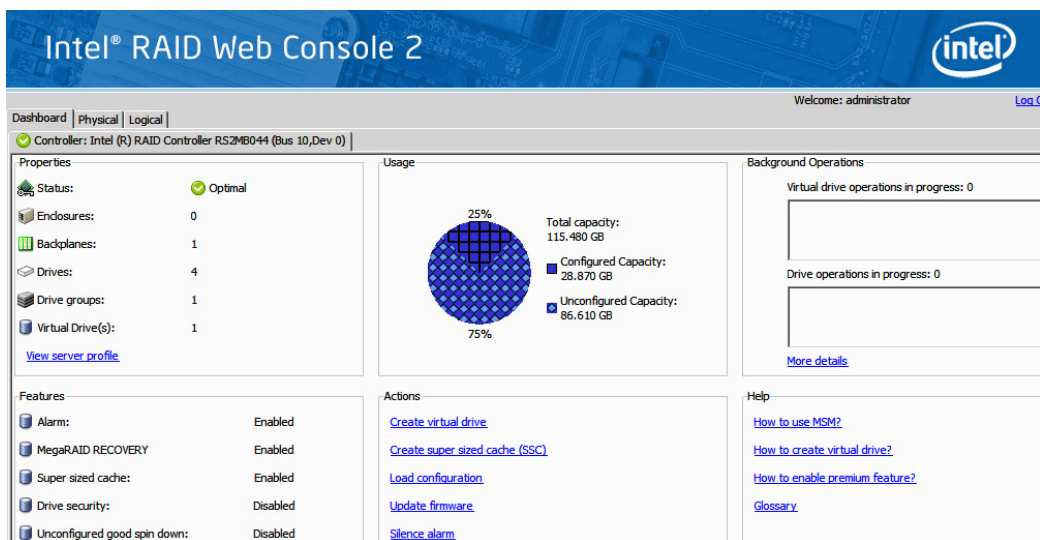 Intel® RAID Web Console 2
intel
Welcome: administrator
Log
Dashboard
Physical
Logical
Controller: Intel (R) RAID Controller RS2MB044 (Bus 10,Dev 0)
Properties
Status: Optimal
Enclosures: 0
Backplanes: 1
Drives: 4
Drive groups: 1
Virtual Drive(s): 1
View server profile
Usage
25%
75%
Total capacity:
115.480 GB
Configured Capacity:
28.870 GB
Unconfigured Capacity:
86.610 GB
Background Operations
Virtual drive operations in progress: 0
Drive operations in progress: 0
More details
Features
Alarm: Enabled
MegaRAID RECOVERY Enabled
Super sized cache: Enabled
Drive security: Disabled
Unconfigured good spin down: Disabled
Actions
Create virtual drive
Create super sized cache (SSC)
Load configuration
Update firmware
Silence alarm
Help
How to use MSM?
How to create virtual drive?
How to enable premium feature?
Glossary